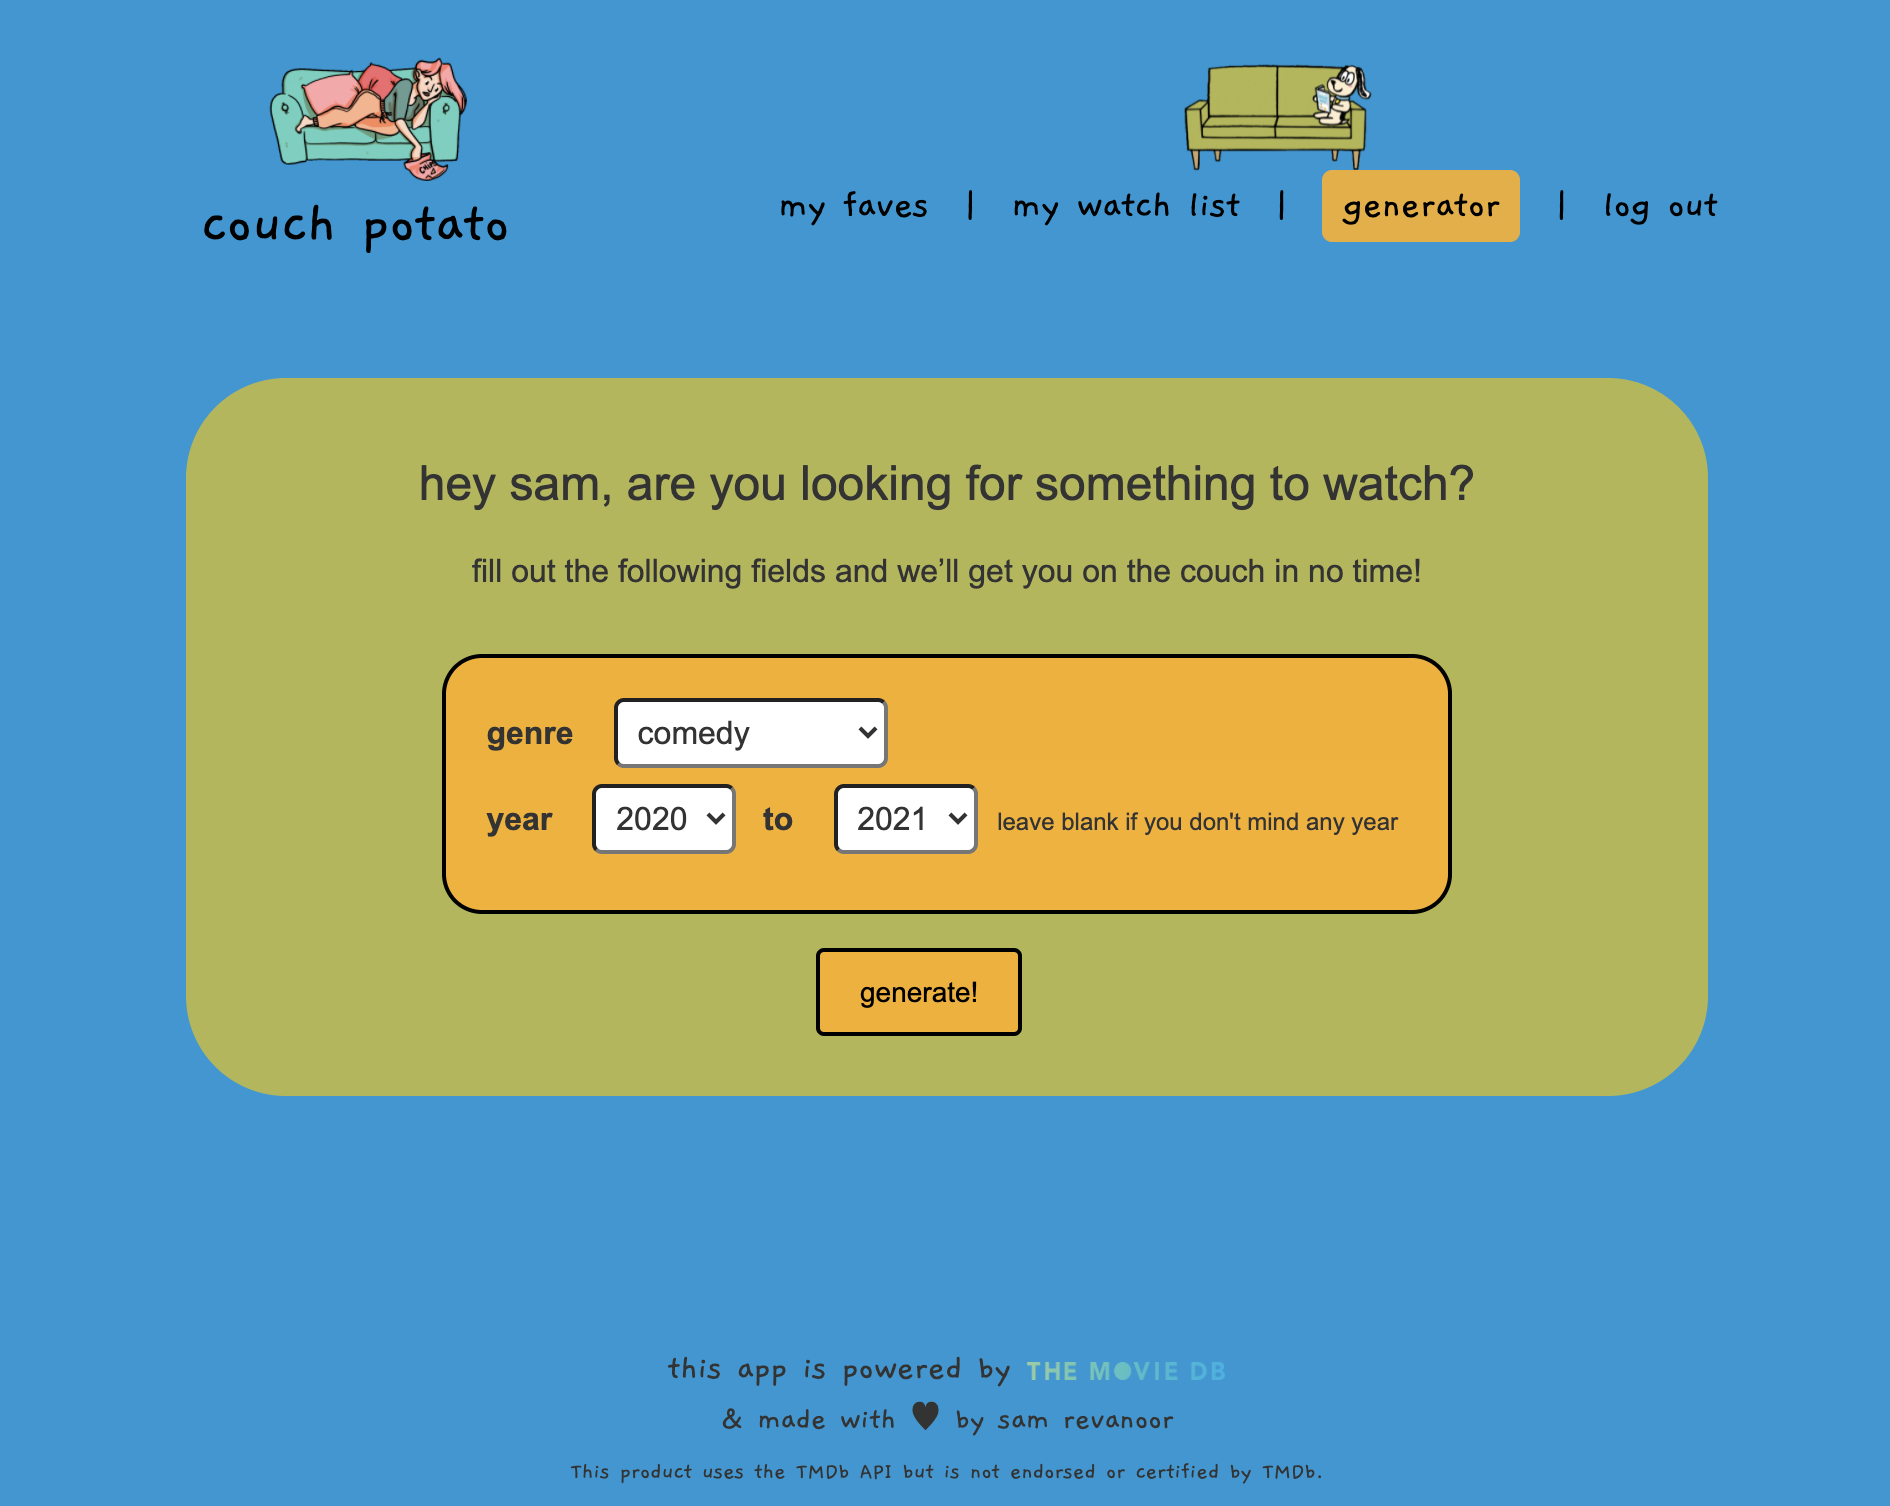 CHIPS
couch potato
my faves | my watch list | generator | log out
hey sam, are you looking for something to watch?
fill out the following fields and we’ll get you on the couch in no time!
genre comedy
year 2020 to 2021 leave blank if you don't mind any year
generate!
this app is powered by THE MOVIE DB
& made with ♥ by sam revanoor
This product uses the TMDb API but is not endorsed or certified by TMDb.